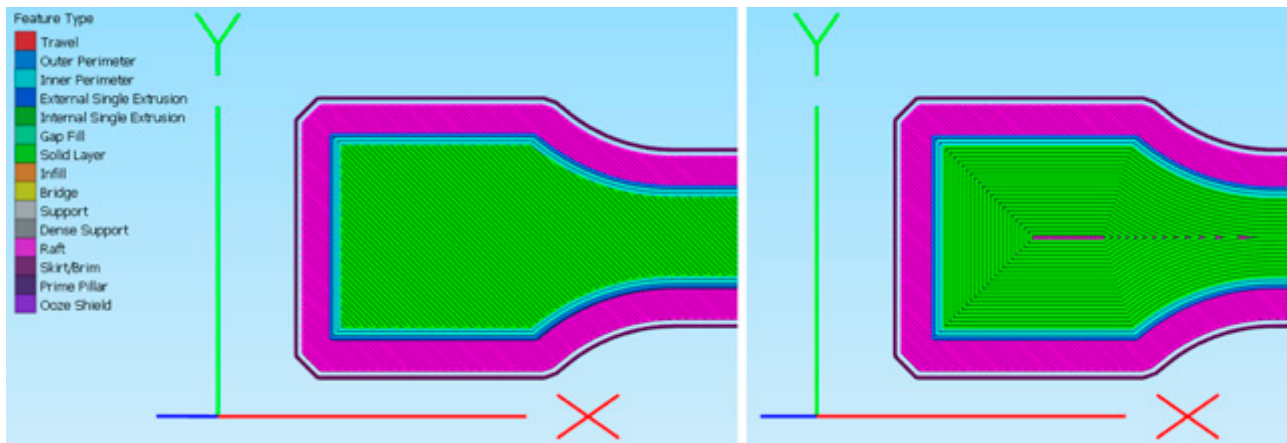 Feature Type
Travel
Outer Perimeter
Inner Perimeter
External Single Extrusion
Internal Single Extrusion
Gap Fill
Solid Layer
Infill
Bridge
Support
Dense Support
Raft
Skirt/Brim
Prime Pillar
Ooze Shield
Y
X
Y
X